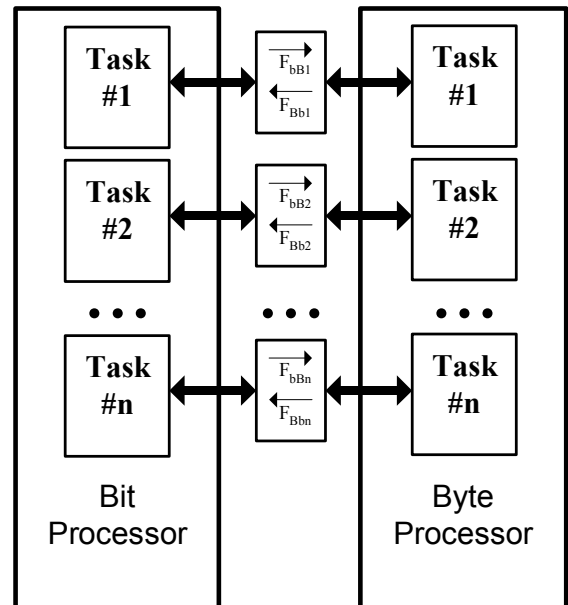 Task
#1
F_bB1
F_Bb1
Task
#1
Task
#2
F_bB2
F_Bb2
Task
#2
• • •
• • •
• • •
Task
#n
F_bBn
F_Bbn
Task
#n
Bit
Processor
Byte
Processor